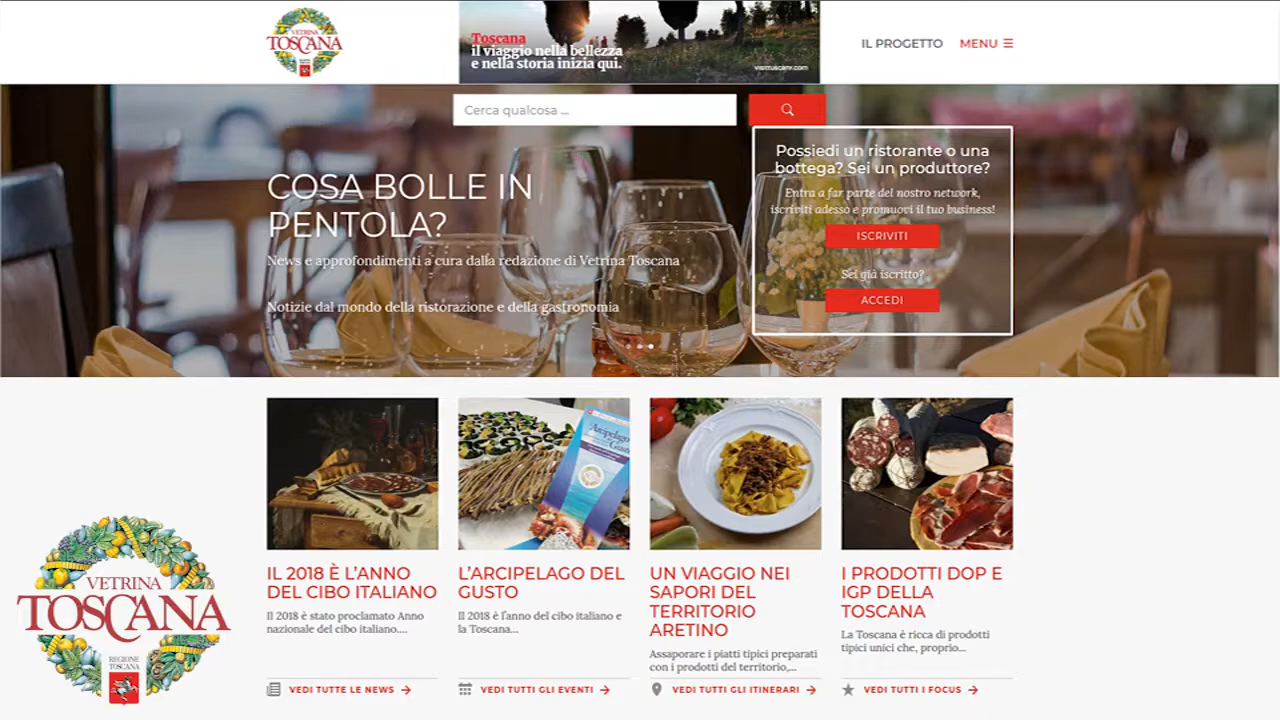 VETRINA
TOSCANA
Toscana
il viaggio nella bellezza
e nella storia inizia qui.
visittuscany.com
IL PROGETTO
MENU
Cerca qualcosa ...
COSA BOLLE IN
PENTOLA?
News e approfondimenti a cura dalla redazione di Vetrina Toscana
Notizie dal mondo della ristorazione e della gastronomia
Possiedi un ristorante o una
bottega? Sei un produttore?
Entra a far parte del nostro network,
iscriviti adesso e promuovi il tuo business!
ISCRIVITI
Sei già iscritto?
ACCEDI
Arcipelago
Gusto
IL 2018 È L'ANNO
DEL CIBO ITALIANO
Il 2018 è stato proclamato Anno
nazionale del cibo italiano....
VEDI TUTTE LE NEWS
L'ARCIPELAGO DEL
GUSTO
Il 2018 è l'anno del cibo italiano e
la Toscana...
VEDI TUTTI GLI EVENTI
UN VIAGGIO NEI
SAPORI DEL
TERRITORIO
ARETINO
Assaporare i piatti tipici preparati
con i prodotti del territorio,...
VEDI TUTTI GLI ITINERARI
I PRODOTTI DOP E
IGP DELLA
TOSCANA
La Toscana è ricca di prodotti
tipici unici che, proprio...
VEDI TUTTI I FOCUS
VETRINA
TOSCANA
REGIONE
TOSCANA